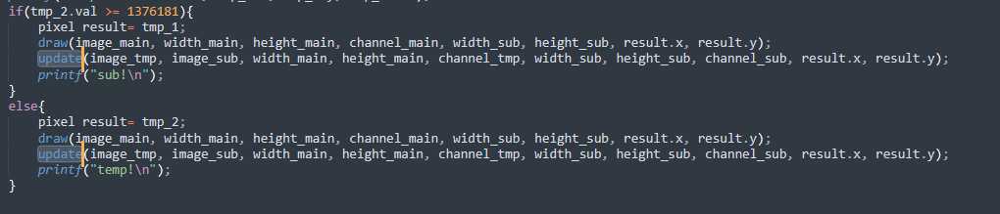 if(tmp_2.val >= 1376181){
pixel result= tmp_1;
draw(image_main, width_main, height_main, channel_main, width_sub, height_sub, result.x, result.y);
update(image_tmp, image_sub, width_main, height_main, channel_tmp, width_sub, height_sub, channel_sub, result.x, result.y);
printf("sub!\n");
}
else{
pixel result= tmp_2;
draw(image_main, width_main, height_main, channel_main, width_sub, height_sub, result.x, result.y);
update(image_tmp, image_sub, width_main, height_main, channel_tmp, width_sub, height_sub, channel_sub, result.x, result.y);
printf("temp!\n");
}